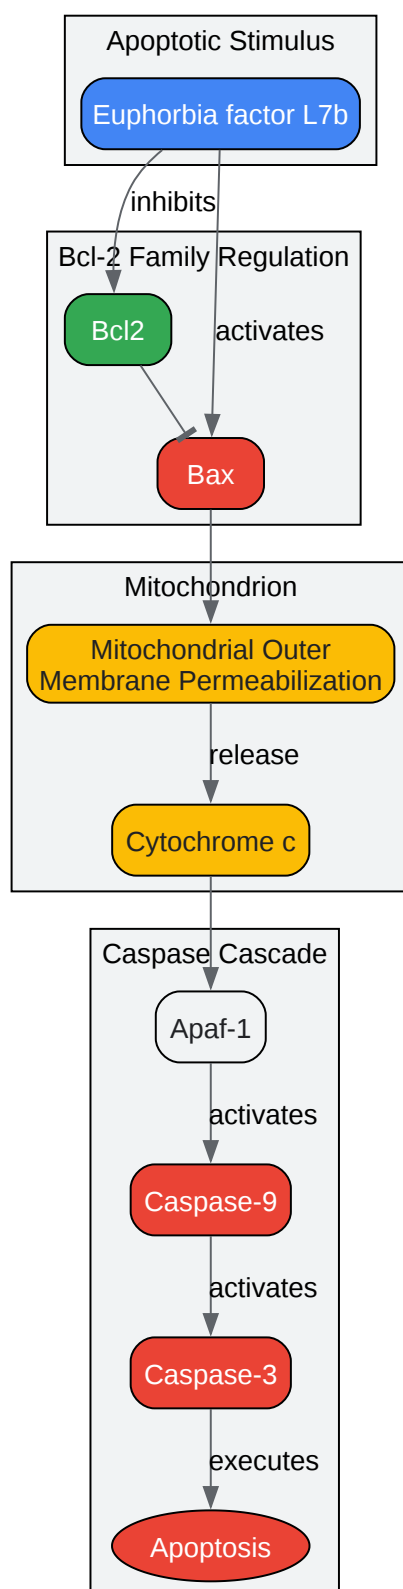 Apoptotic Stimulus
Euphorbia factor L7b
inhibits
Bcl-2 Family Regulation
Bcl2
activates
Bax
Mitochondrion
Mitochondrial Outer
Membrane Permeabilization
release
Cytochrome c
Caspase Cascade
Apaf-1
activates
Caspase-9
activates
Caspase-3
executes
Apoptosis